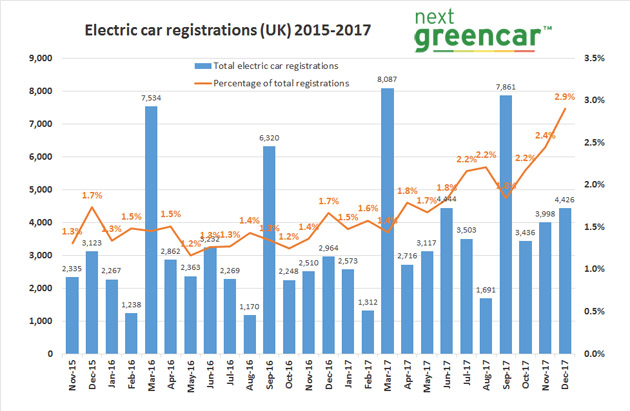 Electric car registrations (UK) 2015-2017
next
greencar™
Total electric car registrations
Percentage of total registrations
9,000
8,000
7,000
6,000
5,000
4,000
3,000
2,000
1,000
0
3.5%
3.0%
2.5%
2.0%
1.5%
1.0%
0.5%
0.0%
2,335
3,123
2,267
1,238
7,534
2,862
2,363
3,232
2,269
1,170
6,320
2,248
2,510
2,964
2,573
1,312
8,087
2,716
3,117
4,444
3,503
1,691
7,861
3,436
3,998
4,426
1.3%
1.7%
1.3%
1.5%
1.5%
1.2%
1.3%
1.3%
1.4%
1.2%
1.4%
1.7%
1.5%
1.6%
1.8%
1.7%
1.8%
2.2%
2.2%
2.2%
2.4%
2.9%
Nov-15
Dec-15
Jan-16
Feb-16
Mar-16
Apr-16
May-16
Jun-16
Jul-16
Aug-16
Sep-16
Oct-16
Nov-16
Dec-16
Jan-17
Feb-17
Mar-17
Apr-17
May-17
Jun-17
Jul-17
Aug-17
Sep-17
Oct-17
Nov-17
Dec-17